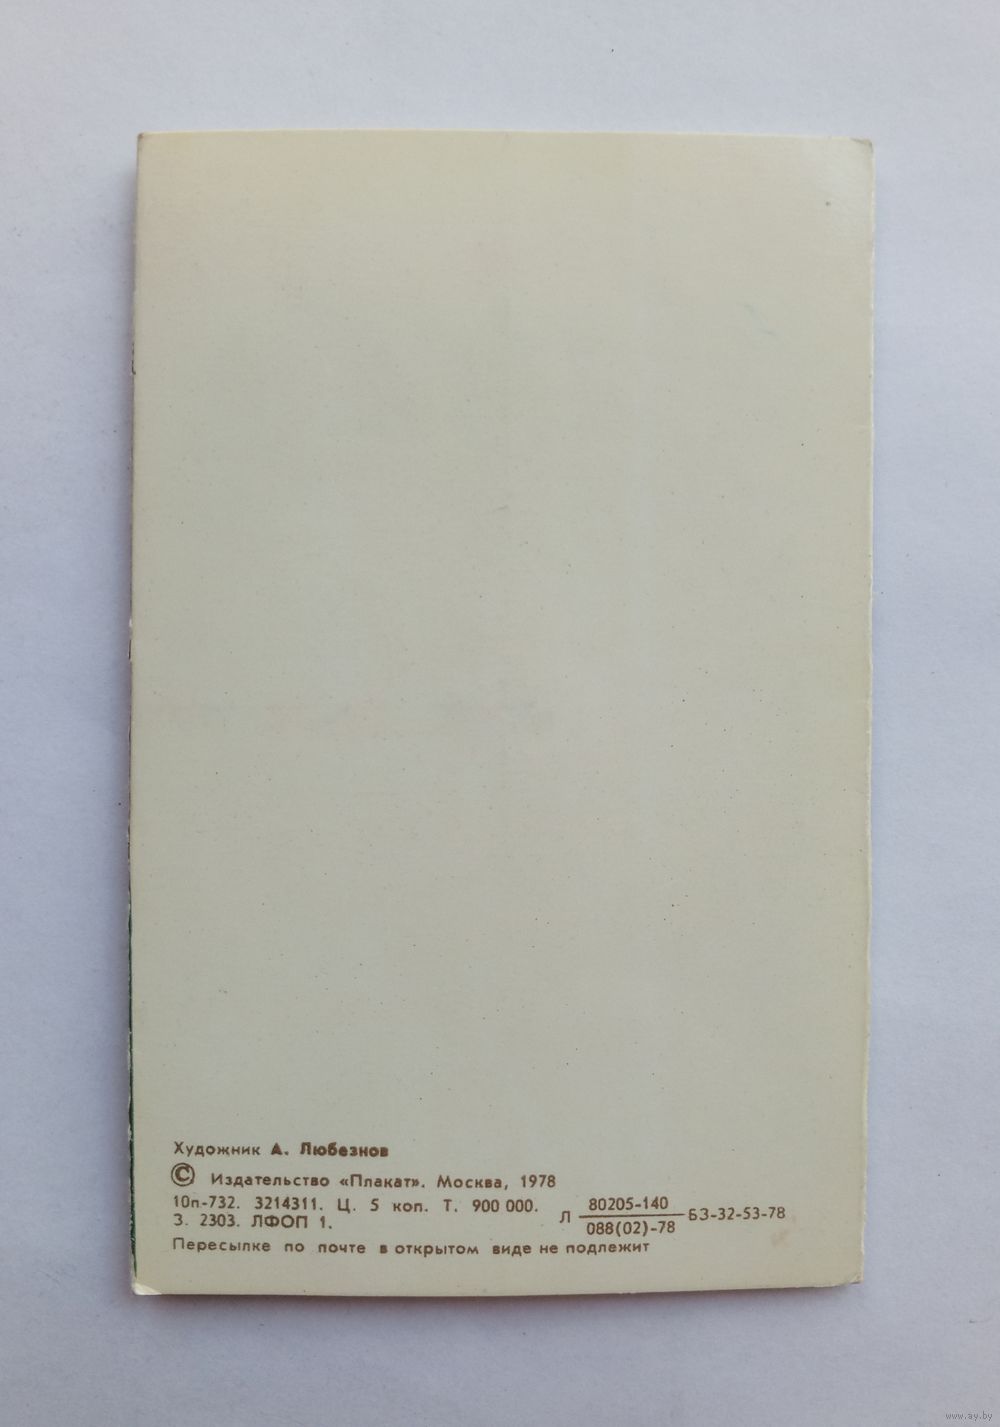 Художник А. Любезнов
© Издательство «Плакат». Москва, 1978
10п-732. 3214311. Ц. 5 коп. Т. 900 000.
З. 2303. ЛФОП 1.
Л 80205-140 БЗ-32-53-78
088(02)-78
Пересылке по почте в открытом виде не подлежит
www.ay.by